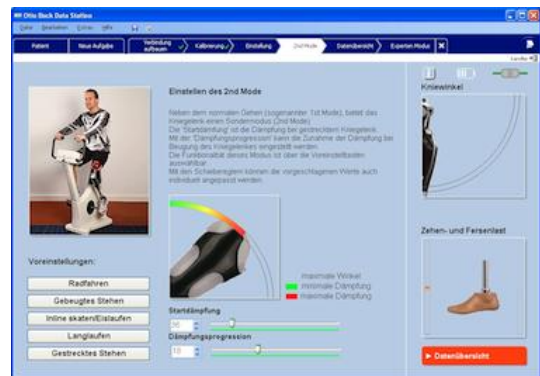 Otto Bock Data Station
Datei Bearbeiten Extras Hilfe
Patient
Neue Aufgabe
Verbindung
aufbauen
Kalibrierung
Einstellung
2nd Mode
Datenübersicht
Experten Modus
Einstellen des 2nd Mode
Neben dem normalen Gehen (sogenannter 1st Mode), bietet das
Kniegelenk einen Sondermodus (2nd Mode)
Die 'Startdämpfung' ist die Dämpfung bei gestrecktem Kniegelenk.
Mit der 'Dämpfungsprogression' kann die Zunahme der Dämpfung bei
Beugung des Kniegelenkes eingestellt werden.
Die Funktionalität dieses Modus ist über die Voreinstelltasten
auswählbar.
Mit den Schiebereglern können die vorgeschlagenen Werte auch
individuell angepasst werden.
Voreinstellungen:
Radfahren
Gebeugtes Stehen
Inline skaten/Eislaufen
Langlaufen
Gestrecktes Stehen
maximale Winkel
minimale Dämpfung
maximale Dämpfung
Startdämpfung
Dämpfungsprogression
Kniewinkel
Zehen- und Fersenlast
Datenübersicht